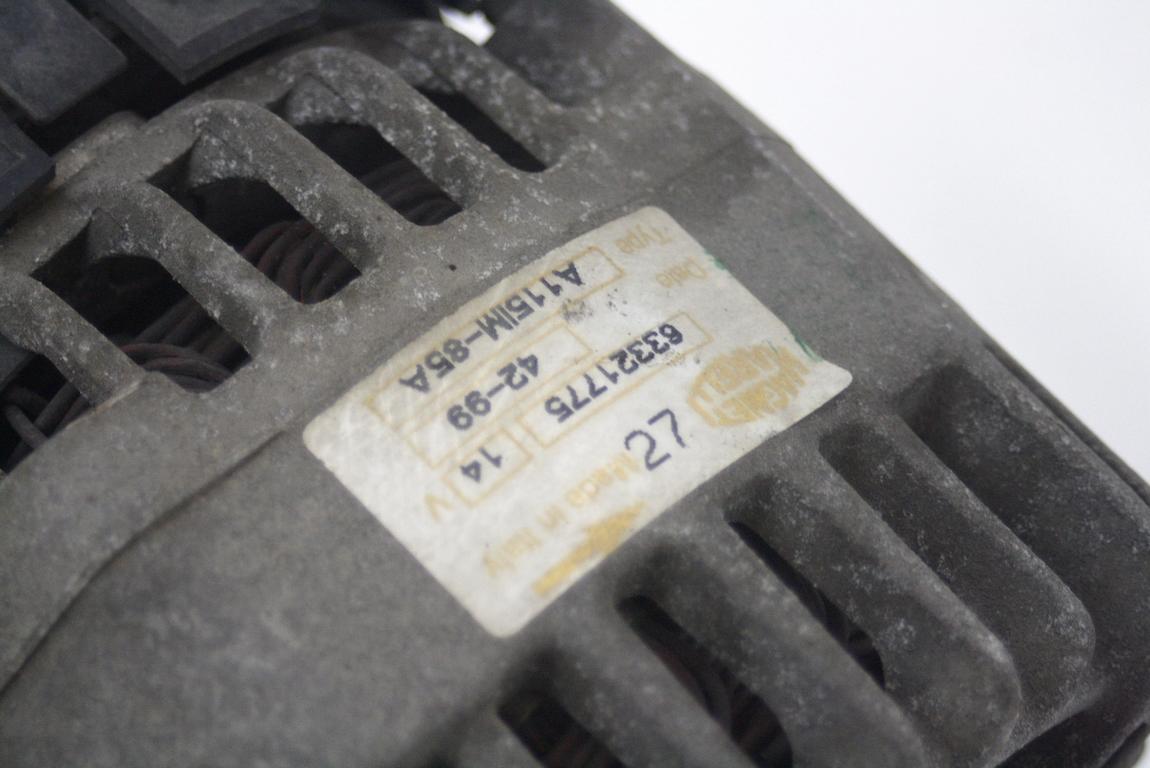 Type A115IM-85A
Date 42-99
63321775 14 V
MAGNETI MARELLI 27 Made in Italy